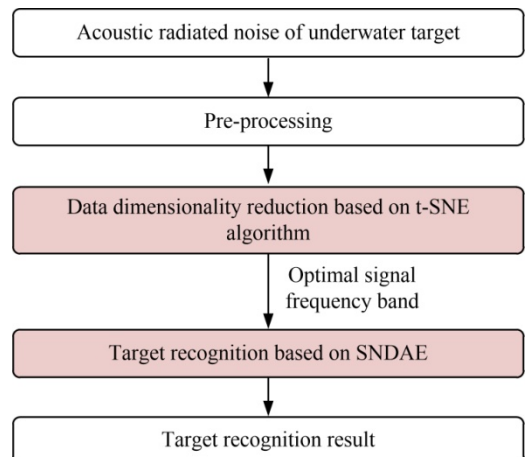 Acoustic radiated noise of underwater target
Pre-processing
Data dimensionality reduction based on t-SNE
algorithm
Optimal signal
frequency band
Target recognition based on SNDAE
Target recognition result